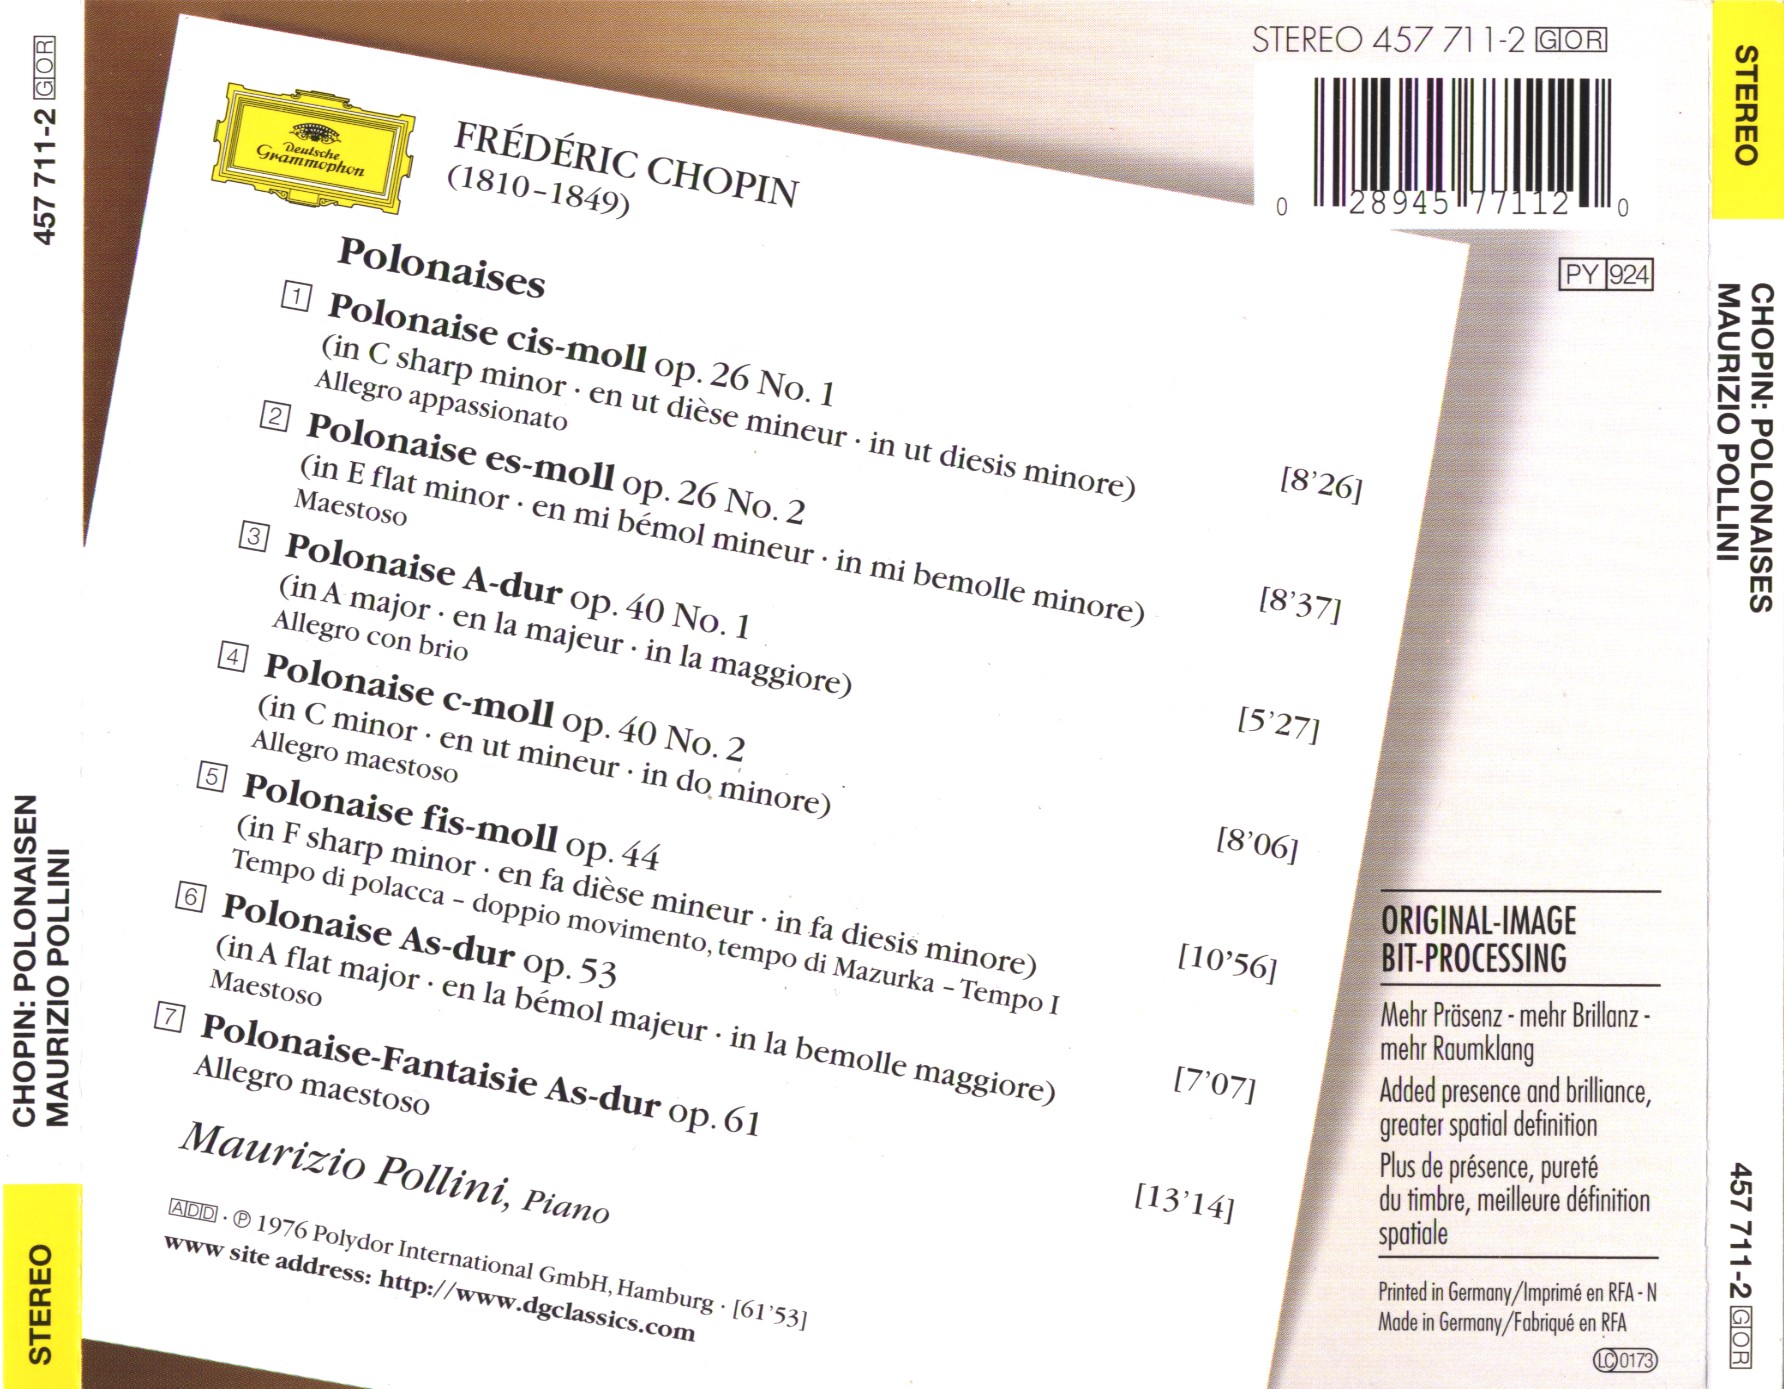 457 711-2 GOR
CHOPIN: POLONAISEN
MAURIZIO POLLINI
STEREO
Deutsche
Grammophon
FRÉDÉRIC CHOPIN
(1810–1849)
Polonaises
1 Polonaise cis-moll op. 26 No. 1
(in C sharp minor · en ut dièse mineur · in ut diesis minore) [8’26]
Allegro appassionato
2 Polonaise es-moll op. 26 No. 2
(in E flat minor · en mi bémol mineur · in mi bemolle minore) [8’37]
Maestoso
3 Polonaise A-dur op. 40 No. 1
(in A major · en la majeur · in la maggiore) [5’27]
Allegro con brio
4 Polonaise c-moll op. 40 No. 2
(in C minor · en ut mineur · in do minore) [8’06]
Allegro maestoso
5 Polonaise fis-moll op. 44
(in F sharp minor · en fa dièse mineur · in fa diesis minore) [10’56]
Tempo di polacca – doppio movimento, tempo di Mazurka – Tempo I
6 Polonaise As-dur op. 53
(in A flat major · en la bémol majeur · in la bemolle maggiore) [7’07]
Maestoso
7 Polonaise-Fantaisie As-dur op. 61
Allegro maestoso [13’14]
Maurizio Pollini, Piano
ADD · ℗ 1976 Polydor International GmbH, Hamburg · [61’53]
www site address: http://www.dgclassics.com
STEREO 457 711-2 GOR
0 28945 77112 0
PY 924
ORIGINAL-IMAGE
BIT-PROCESSING
Mehr Präsenz - mehr Brillanz -
mehr Raumklang
Added presence and brilliance,
greater spatial definition
Plus de présence, pureté
du timbre, meilleure définition
spatiale
Printed in Germany/Imprimé en RFA - N
Made in Germany/Fabriqué en RFA
LC 0173
STEREO
CHOPIN: POLONAISES
MAURIZIO POLLINI
457 711-2 GOR